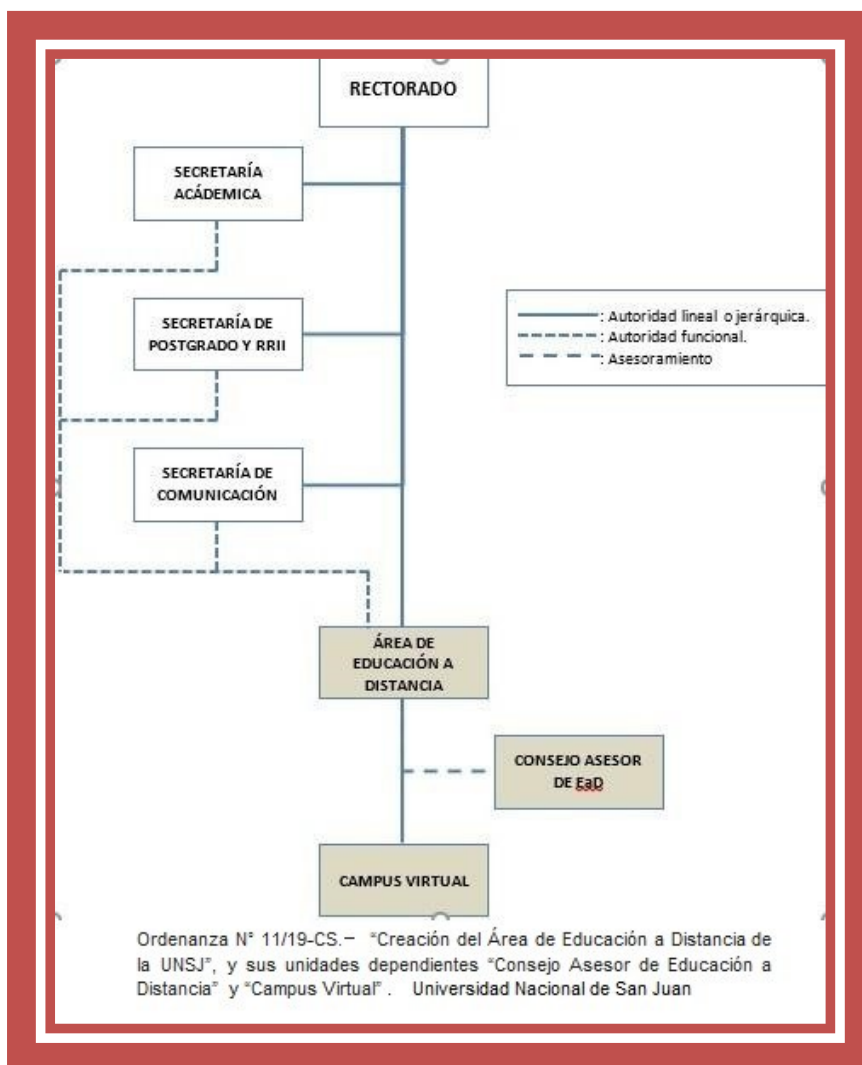 RECTORADO
SECRETARÍA
ACÁDEMICA
SECRETARÍA DE
POSTGRADO Y RRII
: Autoridad lineal o jerárquica.
: Autoridad funcional.
: Asesoramiento
SECRETARÍA DE
COMUNICACIÓN
ÁREA DE
EDUCACIÓN A
DISTANCIA
CONSEJO ASESOR
DE EaD
CAMPUS VIRTUAL
Ordenanza N° 11/19-CS.– “Creación del Área de Educación a Distancia de
la UNSJ”, y sus unidades dependientes “Consejo Asesor de Educación a
Distancia” y “Campus Virtual” . Universidad Nacional de San Juan